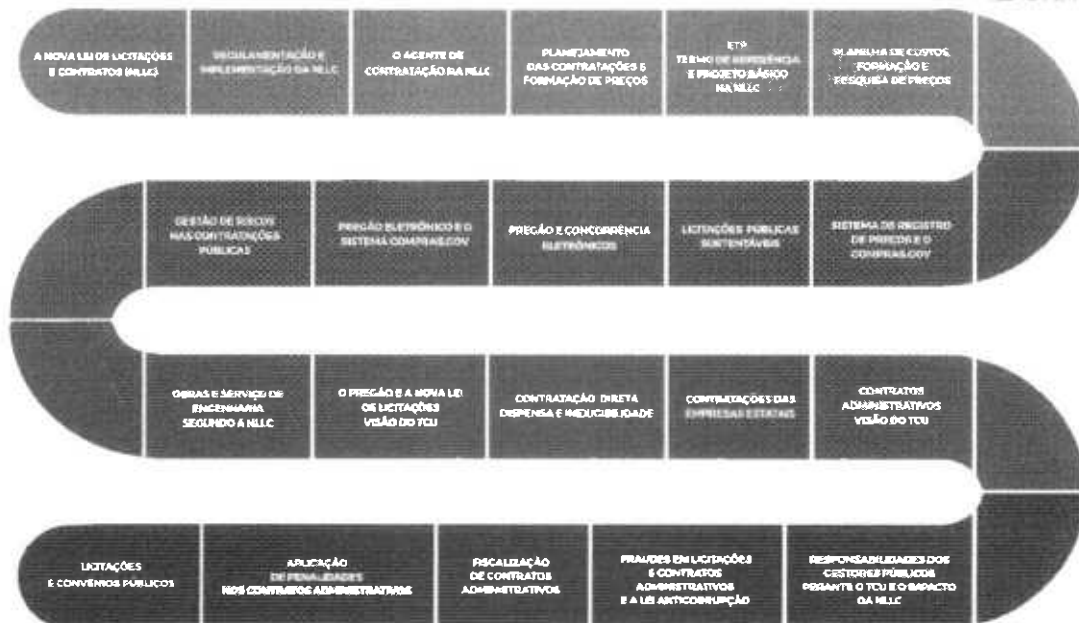 A NOVA LEI DE LICITAÇÕES
E CONTRATOS (NLLC)
REGULAMENTAÇÃO E
IMPLEMENTAÇÃO DA NLLC
O AGENTE DE
CONTRATAÇÃO NA NLLC
PLANEJAMENTO
DAS CONTRATAÇÕES E
FORMAÇÃO DE PREÇOS
ETP
TERMO DE REFERÊNCIA
E PROJETO BÁSICO
NA NLLC
PLANILHA DE CUSTOS,
FORMAÇÃO E
PESQUISA DE PREÇOS
GESTÃO DE RISCOS
NAS CONTRATAÇÕES
PÚBLICAS
PREGÃO ELETRÔNICO E O
SISTEMA COMPRAS.GOV
PREGÃO E CONCORRÊNCIA
ELETRÔNICOS
LICITAÇÕES PÚBLICAS
SUSTENTÁVEIS
SISTEMA DE REGISTRO
DE PREÇOS E O
COMPRAS.GOV
OBRAS E SERVIÇO DE
ENGENHARIA
SEGUNDO A NLLC
O PREGÃO E A NOVA LEI
DE LICITAÇÕES
VISÃO DO TCU
CONTRATAÇÃO DIRETA
DISPENSA E INEXIGIBILIDADE
CONTRATAÇÕES DAS
EMPRESAS ESTATAIS
CONTRATOS
ADMINISTRATIVOS
VISÃO DO TCU
LICITAÇÕES
E CONVÊNIOS PÚBLICOS
APLICAÇÃO
DE PENALIDADES
NOS CONTRATOS ADMINISTRATIVOS
FISCALIZAÇÃO
DE CONTRATOS
ADMINISTRATIVOS
FRAUDES EM LICITAÇÕES
E CONTRATOS
ADMINISTRATIVOS
E A LEI ANTICORRUPÇÃO
RESPONSABILIDADES DOS
GESTORES PÚBLICOS
PERANTE O TCU E O IMPACTO
DA NLLC